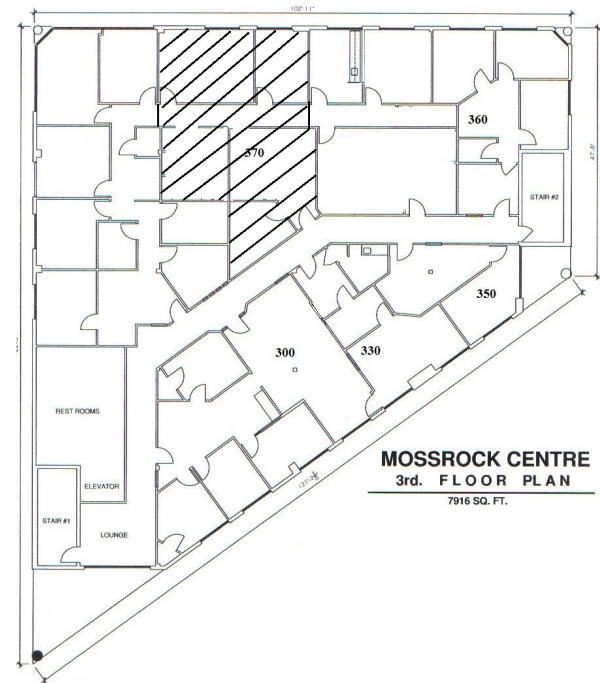 102'-11"
370
360
47'-8"
STAIR #2
350
300
330
REST ROOMS
MOSSROCK CENTRE
3rd. FLOOR PLAN
7916 SQ. FT.
ELEVATOR
STAIR #1
LOUNGE